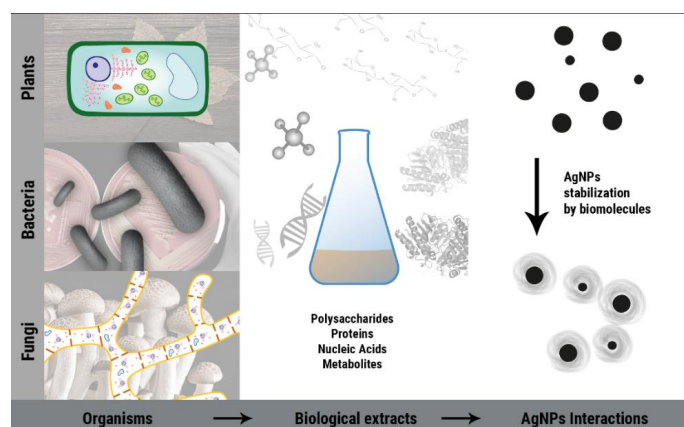 Plants
Bacteria
Fungi
Polysaccharides
Proteins
Nucleic Acids
Metabolites
AgNPs
stabilization
by biomolecules
Organisms
Biological extracts
AgNPs Interactions